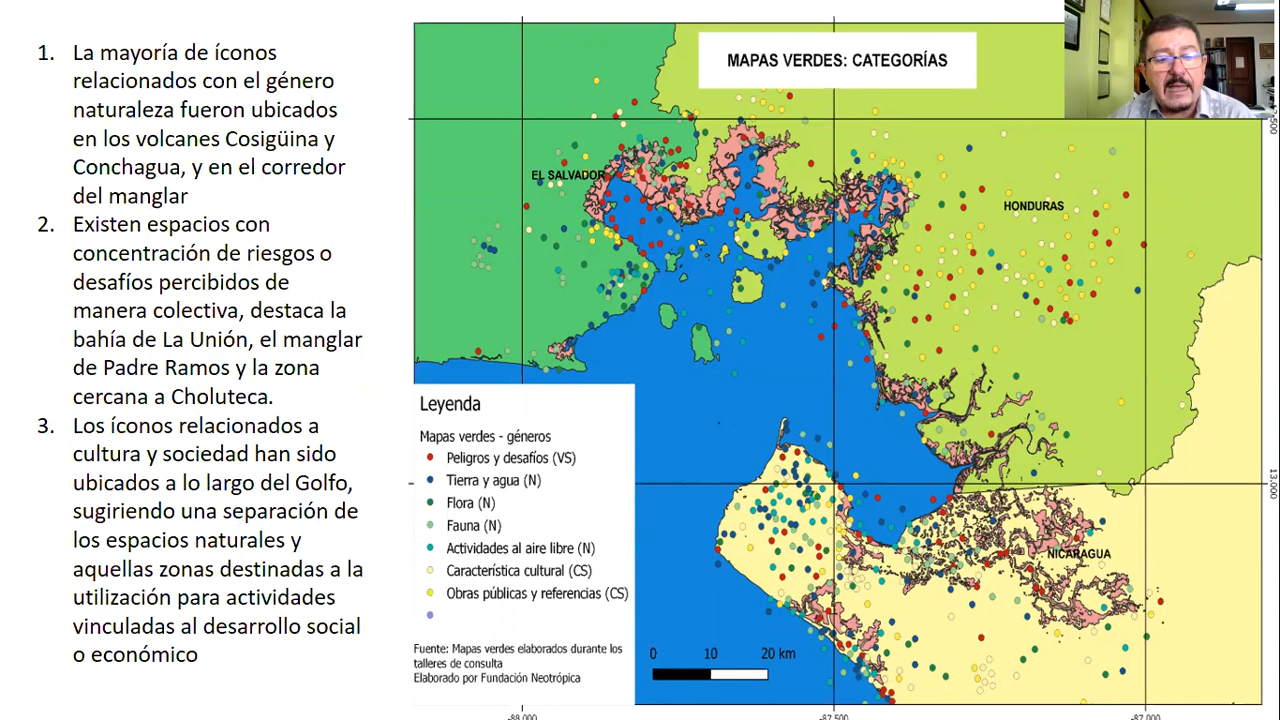 1. La mayoría de íconos
relacionados con el género
naturaleza fueron ubicados
en los volcanes Cosigüina y
Conchagua, y en el corredor
del manglar
2. Existen espacios con
concentración de riesgos o
desafíos percibidos de
manera colectiva, destaca la
bahía de La Unión, el manglar
de Padre Ramos y la zona
cercana a Choluteca.
3. Los íconos relacionados a
cultura y sociedad han sido
ubicados a lo largo del Golfo,
sugiriendo una separación de
los espacios naturales y
aquellas zonas destinadas a la
utilización para actividades
vinculadas al desarrollo social
o económico
MAPAS VERDES: CATEGORÍAS
EL SALVADOR
HONDURAS
NICARAGUA
Leyenda
Mapas verdes - géneros
Peligros y desafíos (VS)
Tierra y agua (N)
Flora (N)
Fauna (N)
Actividades al aire libre (N)
Característica cultural (CS)
Obras públicas y referencias (CS)
Fuente: Mapas verdes elaborados durante los
talleres de consulta
Elaborado por Fundación Neotrópica
0 10 20 km
13,000
-88,000 -87,500 -87,000